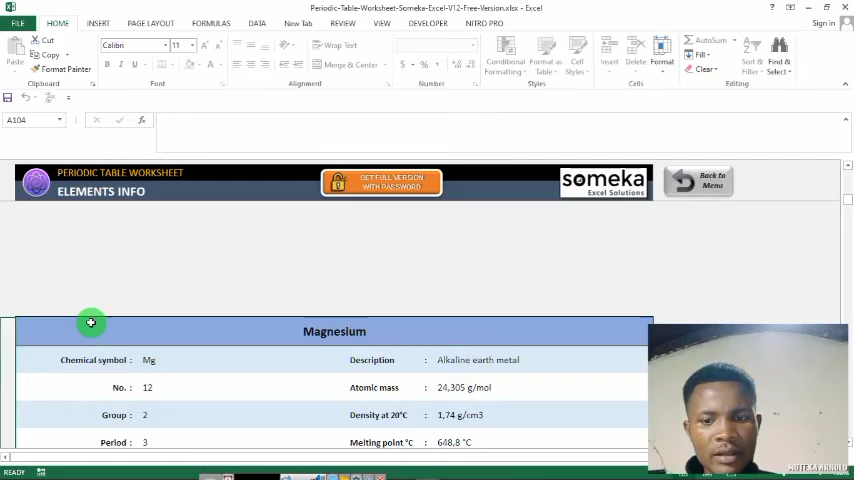 Periodic-Table-Worksheet-Someka-Excel-V12-Free-Version.xlsx - Excel
FILE HOME INSERT PAGE LAYOUT FORMULAS DATA New Tab REVIEW VIEW DEVELOPER NITRO PRO Sign in
Cut
Copy
Format Painter
Paste
Clipboard
Calibri 11
B I U
Font
Wrap Text
Merge & Center
Alignment
$ % ,
Number
Conditional Formatting
Format as Table
Cell Styles
Styles
Insert Delete Format
Cells
AutoSum
Fill
Clear
Sort & Filter
Find & Select
Editing
A104
fx
PERIODIC TABLE WORKSHEET
ELEMENTS INFO
GET FULL VERSION
WITH PASSWORD
someka
Excel Solutions
Back to
Menu
Magnesium
Chemical symbol : Mg Description : Alkaline earth metal
No. : 12 Atomic mass : 24,305 g/mol
Group : 2 Density at 20°C : 1,74 g/cm3
Period : 3 Melting point °C : 648,8 °C
READY